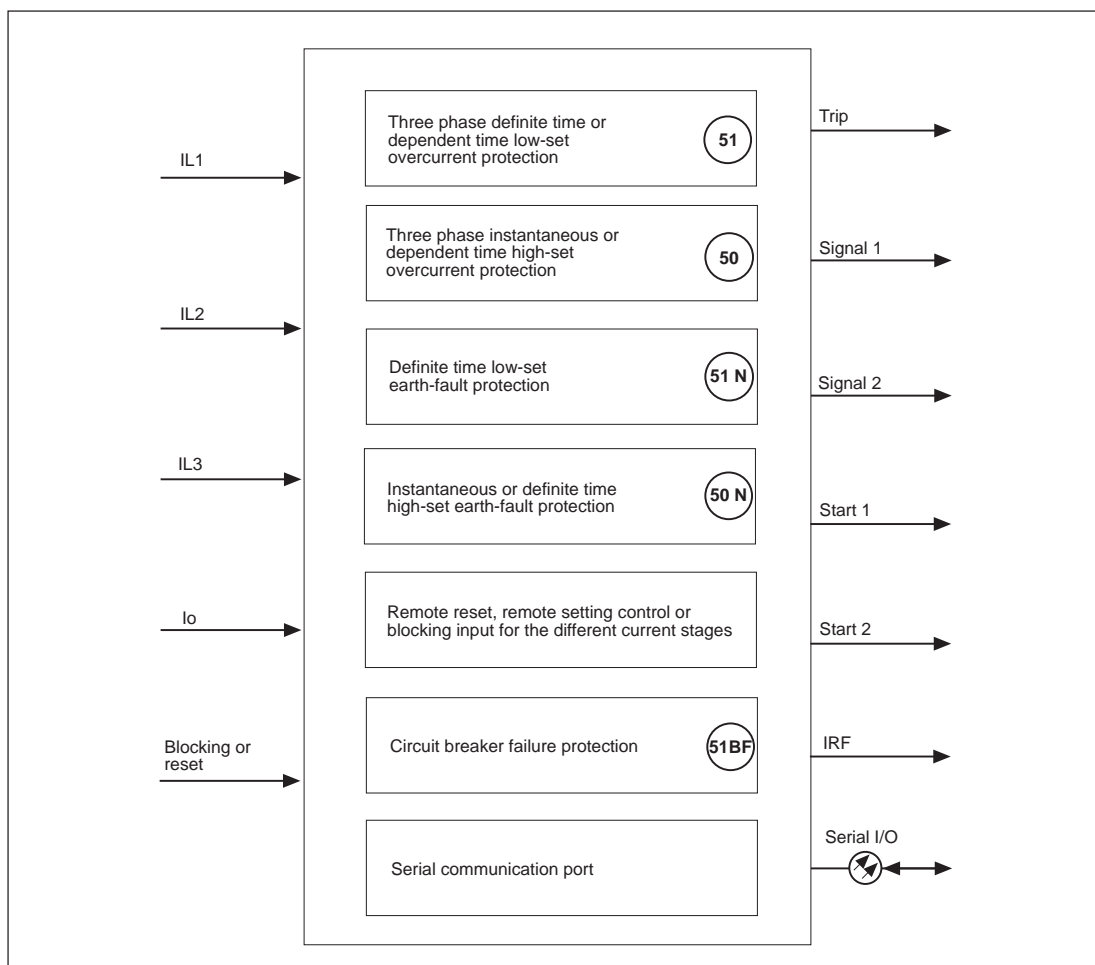 IL1
IL2
IL3
Io
Blocking or
reset
Three phase definite time or
dependent time low-set
overcurrent protection
51
Three phase instantaneous or
dependent time high-set
overcurrent protection
50
Definite time low-set
earth-fault protection
51 N
Instantaneous or definite time
high-set earth-fault protection
50 N
Remote reset, remote setting control or
blocking input for the different current stages
Circuit breaker failure protection
51BF
Serial communication port
Trip
Signal 1
Signal 2
Start 1
Start 2
IRF
Serial I/O